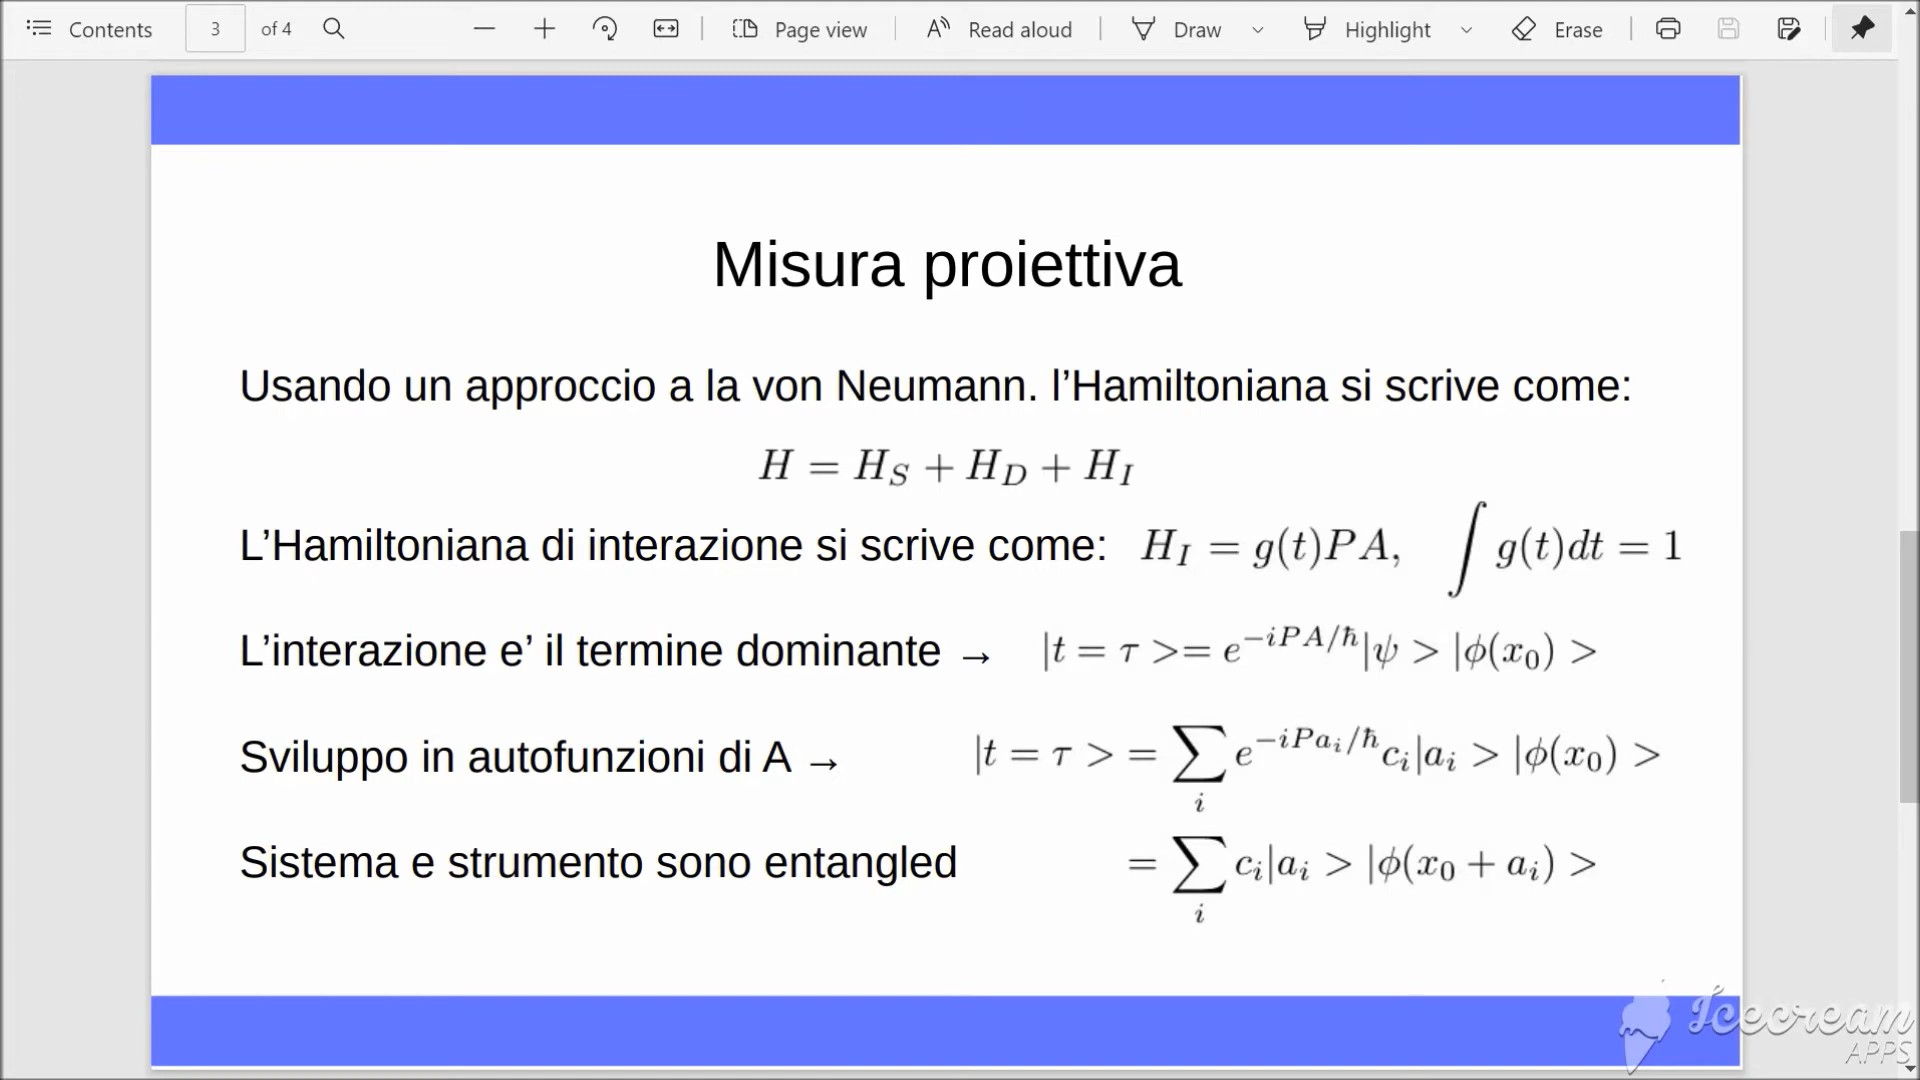 Contents 3 of 4 Page view Read aloud Draw Highlight Erase
Misura proiettiva
Usando un approccio a la von Neumann. l’Hamiltoniana si scrive come:
H = H_S + H_D + H_I
L’Hamiltoniana di interazione si scrive come: H_I = g(t)PA, ∫ g(t)dt = 1
L’interazione e’ il termine dominante → |t = τ >= e^{−iPA/ħ}|ψ > |ϕ(x_0) >
Sviluppo in autofunzioni di A → |t = τ > = ∑_i e^{−iPa_i/ħ}c_i|a_i > |ϕ(x_0) >
Sistema e strumento sono entangled = ∑_i c_i|a_i > |ϕ(x_0 + a_i) >
Icecream
APPS